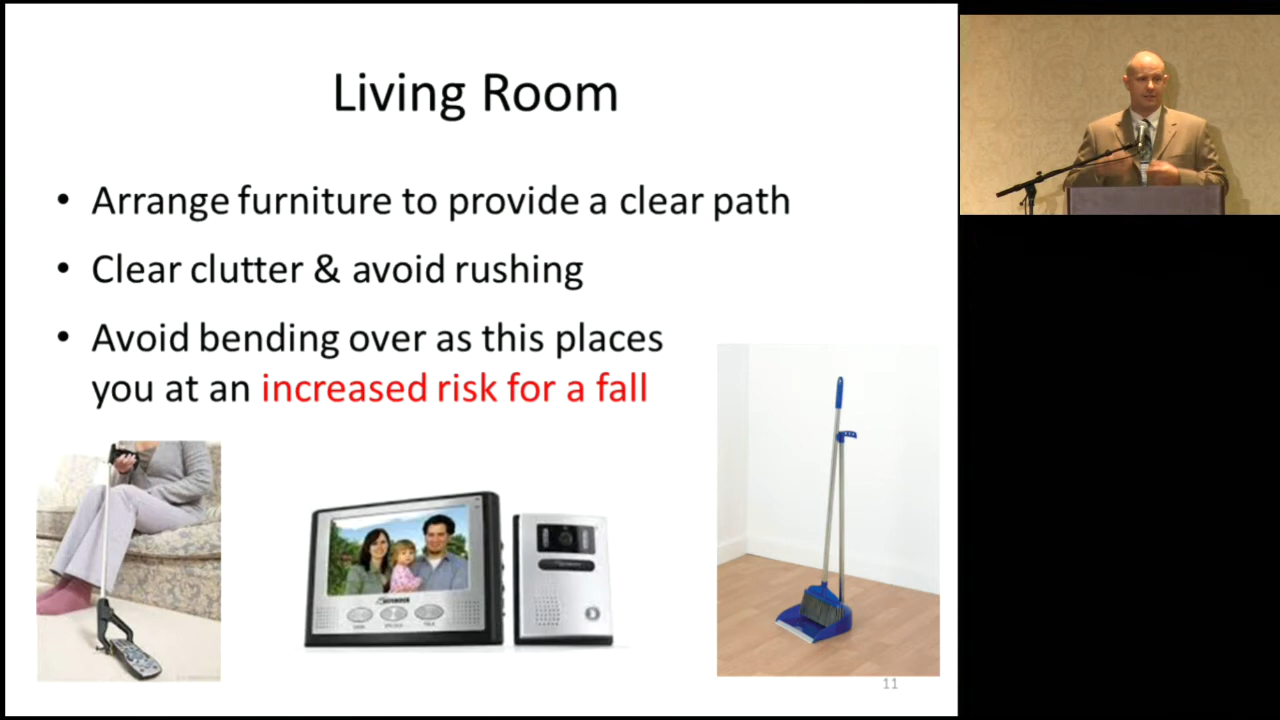 Living Room
• Arrange furniture to provide a clear path
• Clear clutter & avoid rushing
• Avoid bending over as this places
you at an increased risk for a fall
11